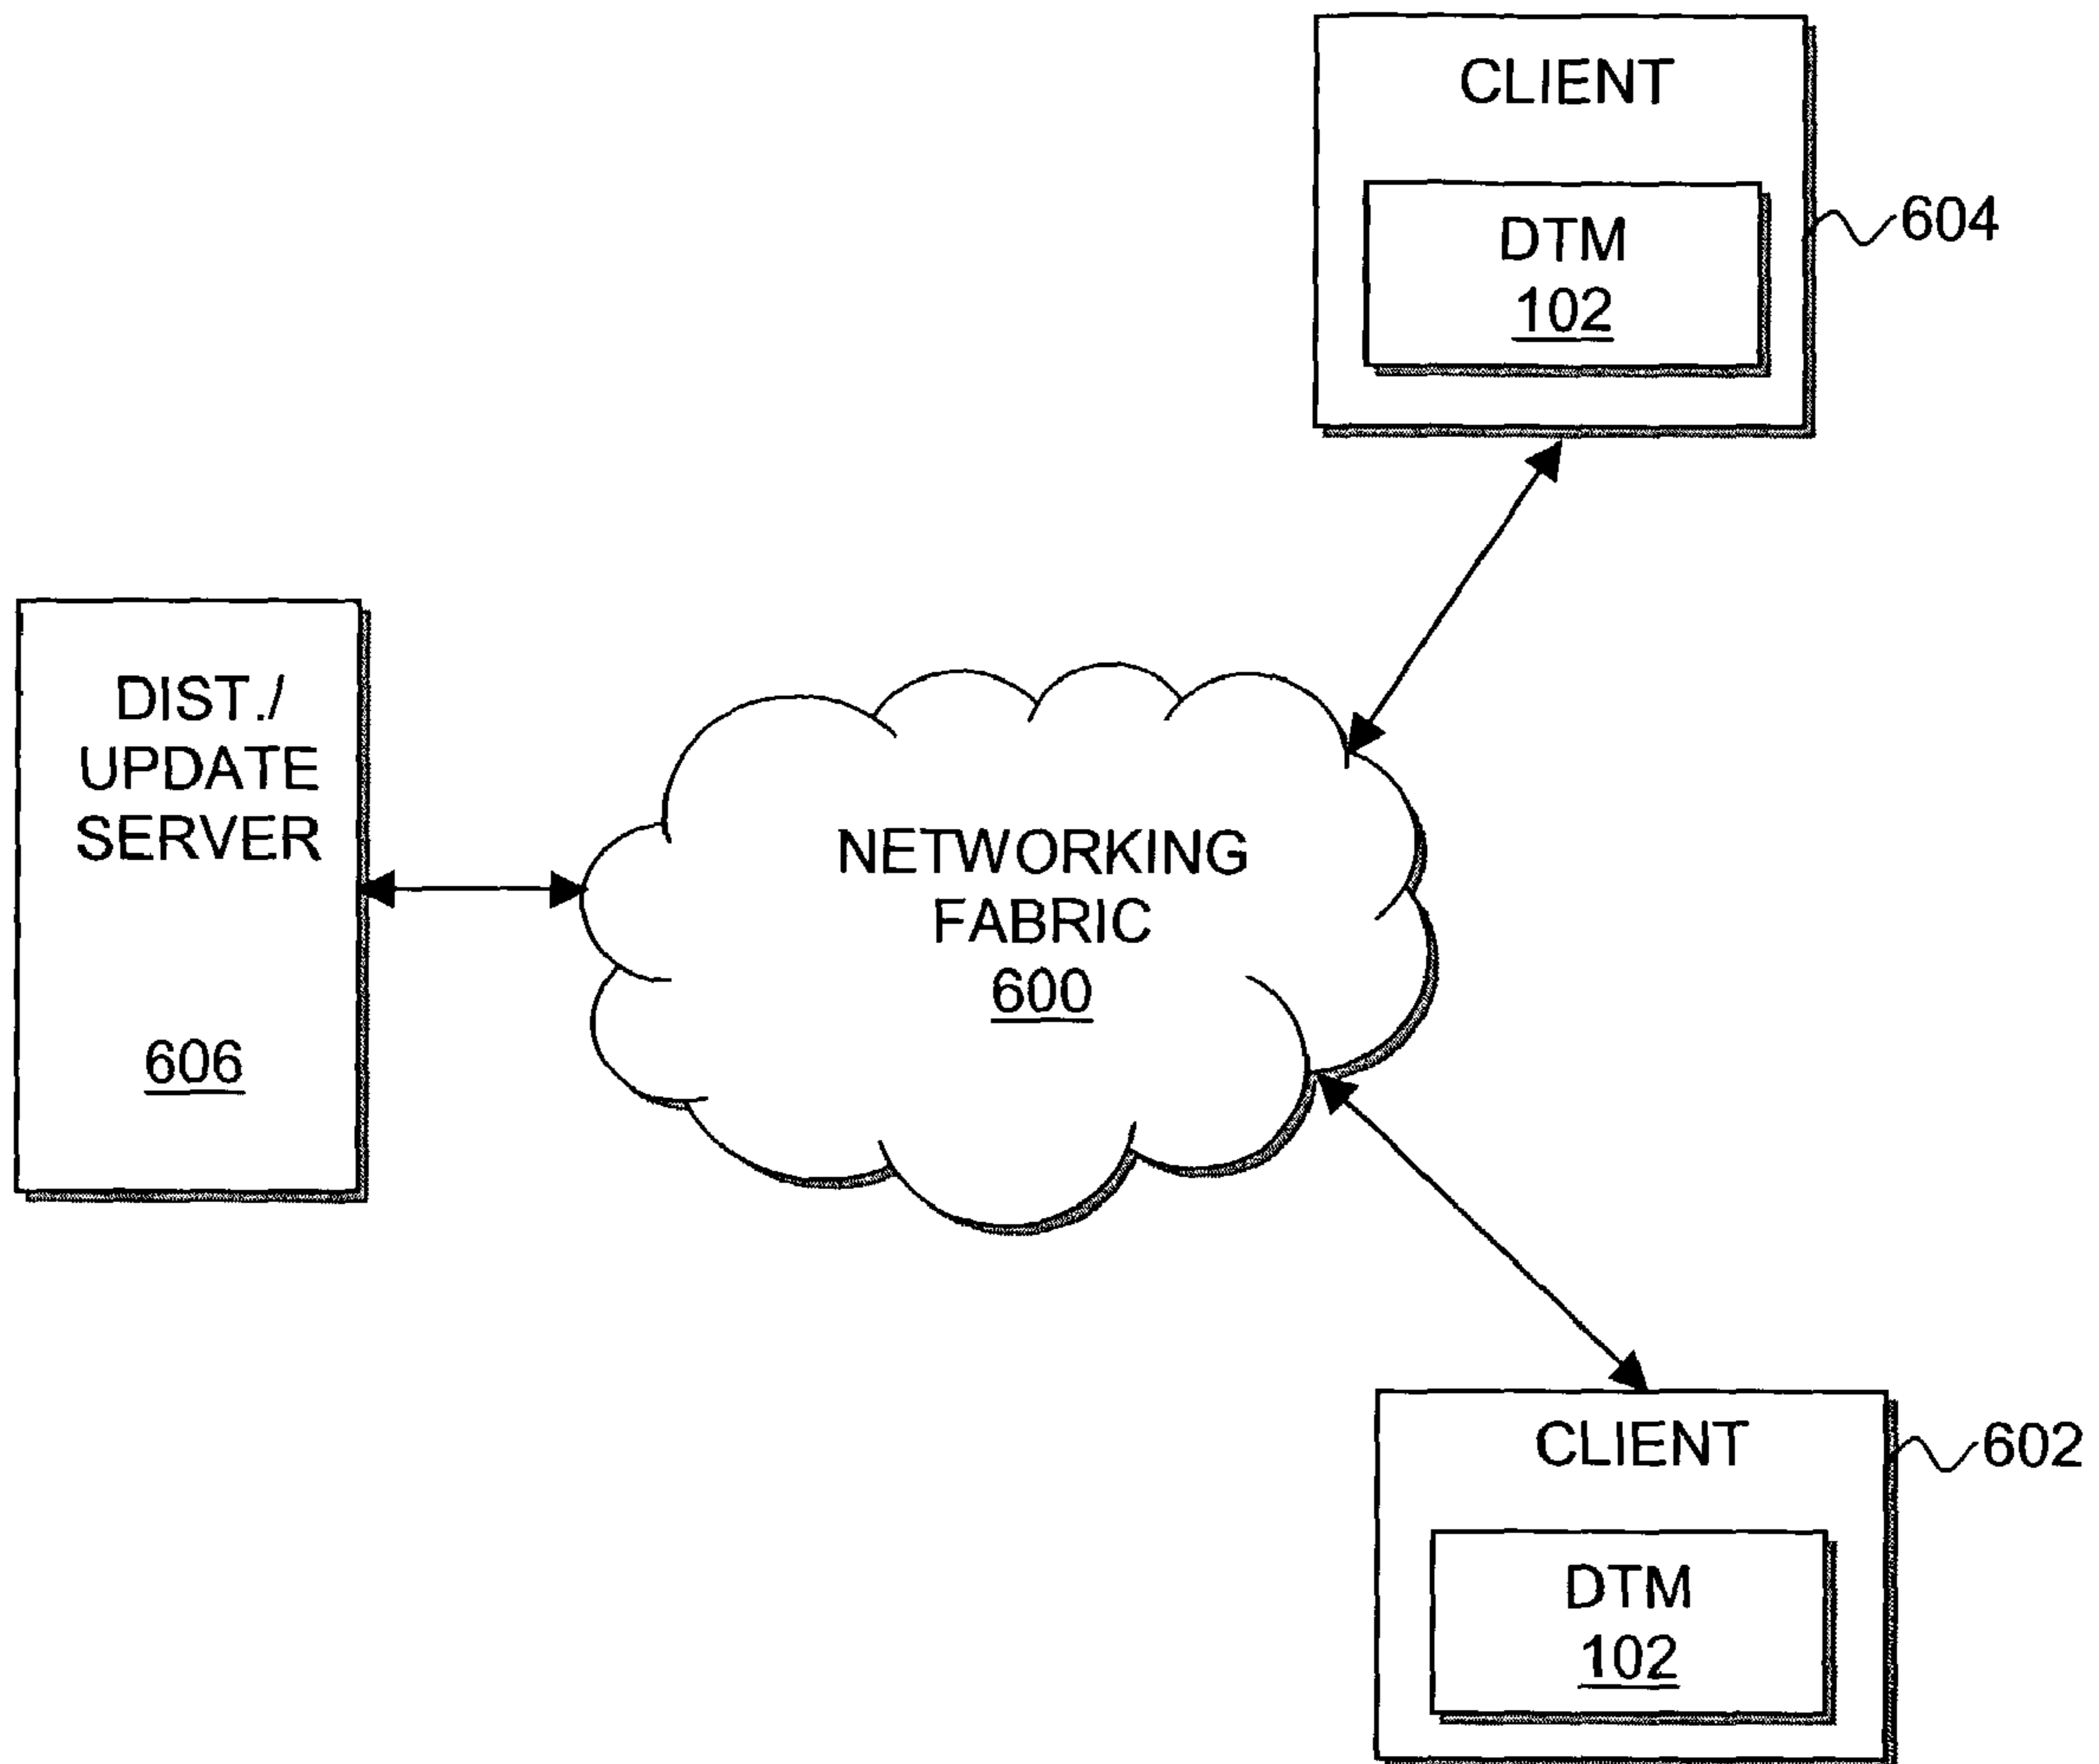 CLIENT
DTM
102
604
DIST./
UPDATE
SERVER
606
NETWORKING
FABRIC
600
CLIENT
602
DTM
102